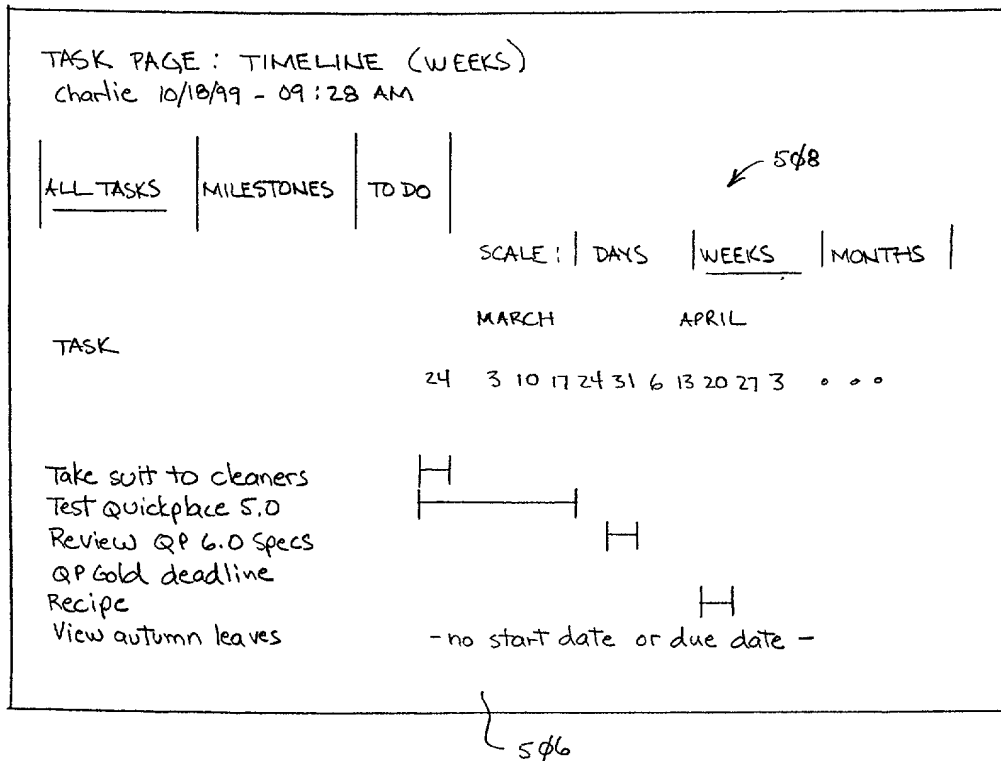 TASK PAGE : TIMELINE (WEEKS)
Charlie 10/18/99 - 09:28 AM
508
ALL TASKS | MILESTONES | TO DO
SCALE : | DAYS | WEEKS | MONTHS |
MARCH APRIL
TASK
24 3 10 17 24 31 6 13 20 27 3 • • •
Take suit to cleaners
Test Quickplace 5.0
Review QP 6.0 Specs
QP Gold deadline
Recipe
View autumn leaves - no start date or due date -
506